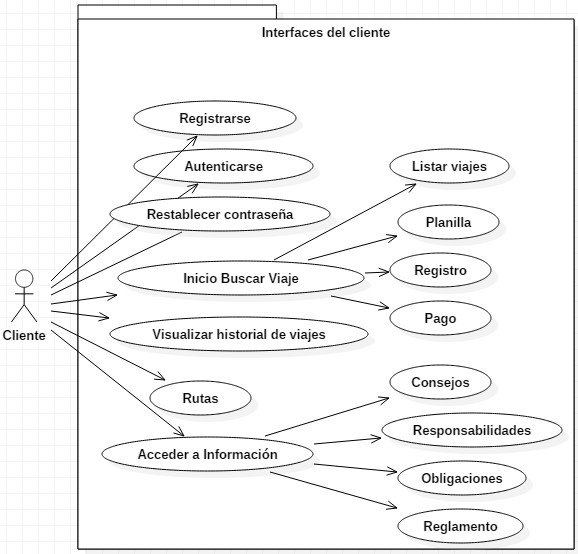 Interfaces del cliente
Registrarse
Autenticarse
Listar viajes
Restablecer contraseña
Planilla
Inicio Buscar Viaje
Registro
Pago
Cliente
Visualizar historial de viajes
Consejos
Rutas
Responsabilidades
Acceder a Información
Obligaciones
Reglamento